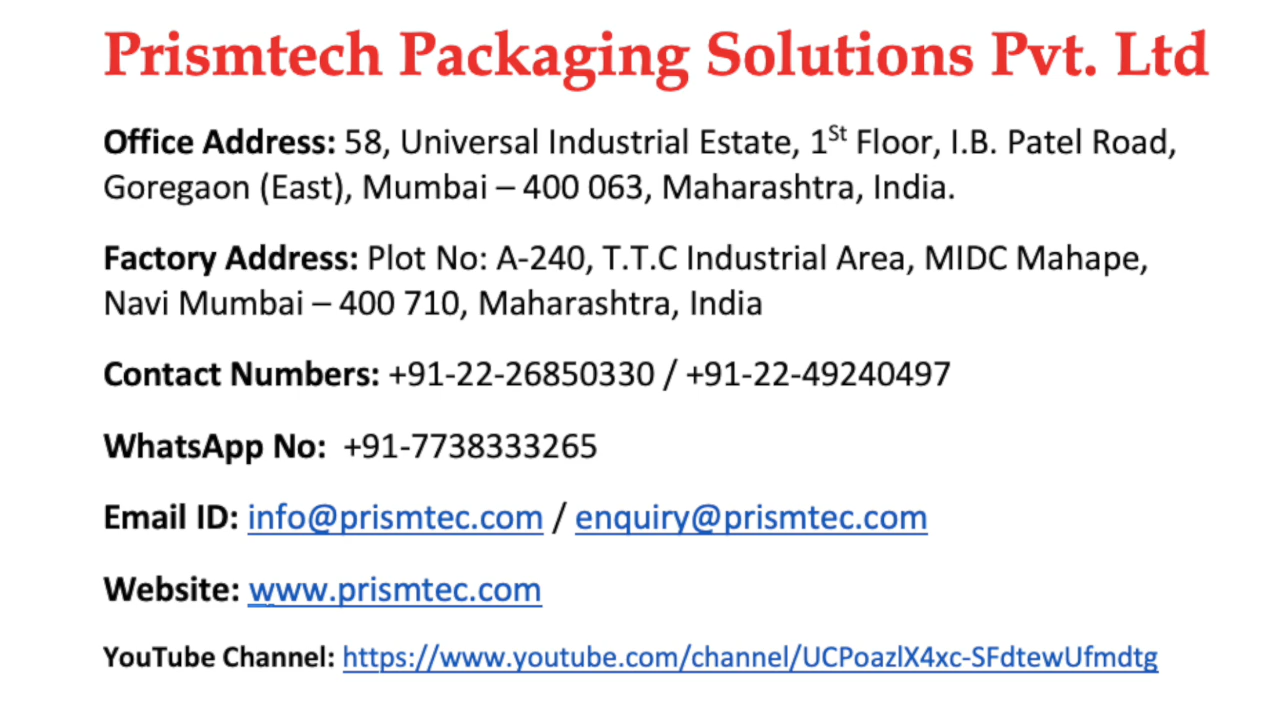 Prismtech Packaging Solutions Pvt. Ltd
Office Address: 58, Universal Industrial Estate, 1St Floor, I.B. Patel Road,
Goregaon (East), Mumbai – 400 063, Maharashtra, India.
Factory Address: Plot No: A-240, T.T.C Industrial Area, MIDC Mahape,
Navi Mumbai – 400 710, Maharashtra, India
Contact Numbers: +91-22-26850330 / +91-22-49240497
WhatsApp No: +91-7738333265
Email ID: info@prismtec.com / enquiry@prismtec.com
Website: www.prismtec.com
YouTube Channel: https://www.youtube.com/channel/UCPoazlX4xc-SFdtewUfmdtg